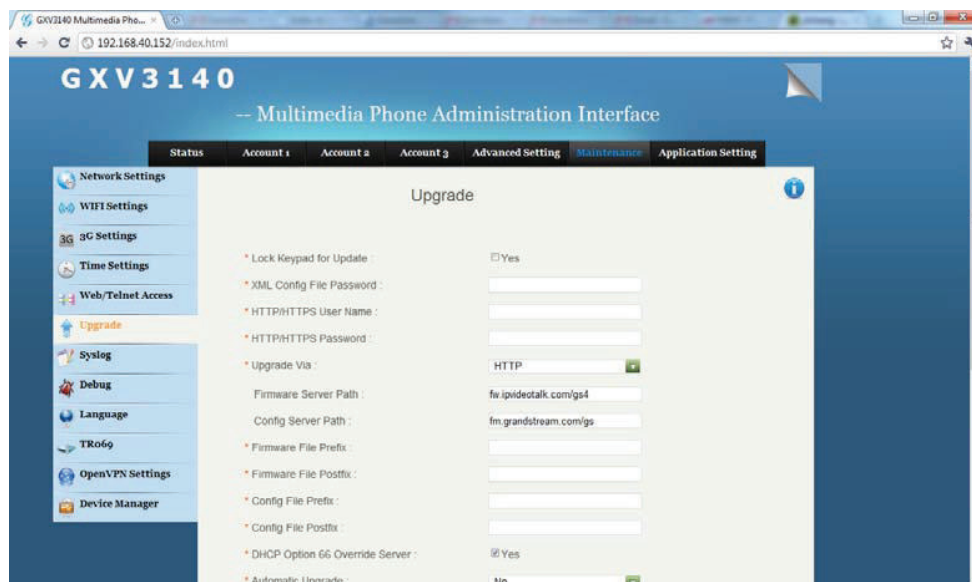 GXV3140 Multimedia Pho...
192.168.40.152/index.html
GXV3140
-- Multimedia Phone Administration Interface
Status Account 1 Account 2 Account 3 Advanced Setting Maintenance Application Setting
Network Settings
WIFI Settings
3G 3G Settings
Time Settings
Web/Telnet Access
Upgrade
Syslog
Debug
Language
TR069
OpenVPN Settings
Device Manager
Upgrade
* Lock Keypad for Update : Yes
* XML Config File Password :
* HTTP/HTTPS User Name :
* HTTP/HTTPS Password :
* Upgrade Via : HTTP
Firmware Server Path : fw.ipvideotalk.com/gs4
Config Server Path : fm.grandstream.com/gs
* Firmware File Prefix :
* Firmware File Postfix :
* Config File Prefix :
* Config File Postfix :
* DHCP Option 66 Override Server : Yes
* Automatic Upgrade : No